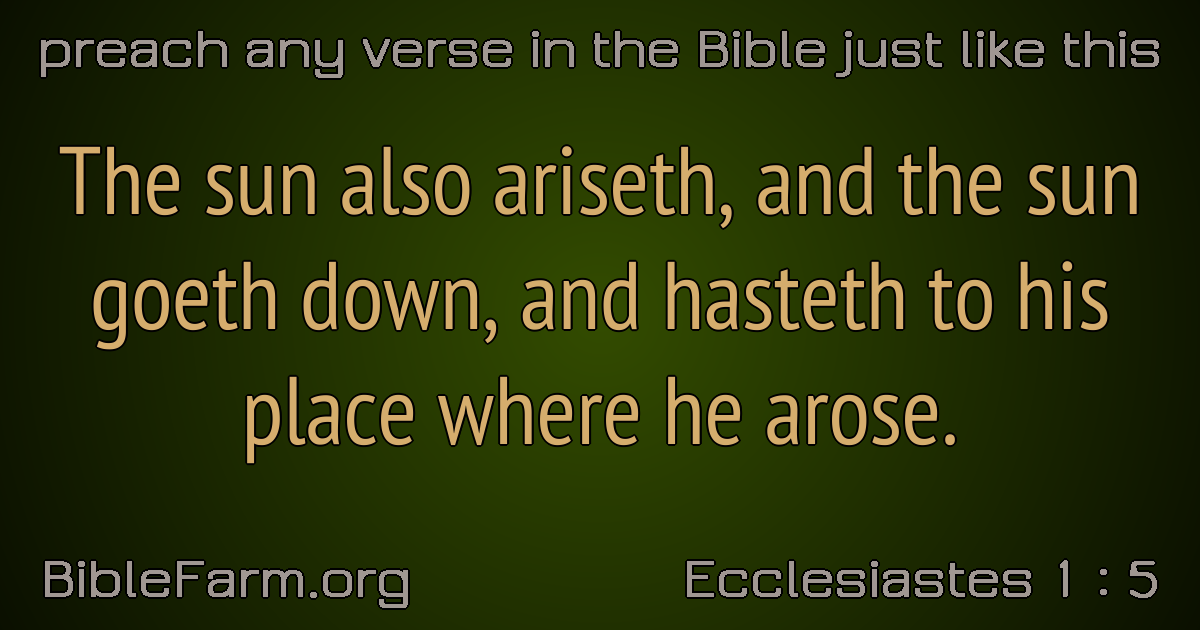 preach any verse in the Bible just like this
The sun also ariseth, and the sun
goeth down, and hasteth to his
place where he arose.
BibleFarm.org
Ecclesiastes 1 : 5